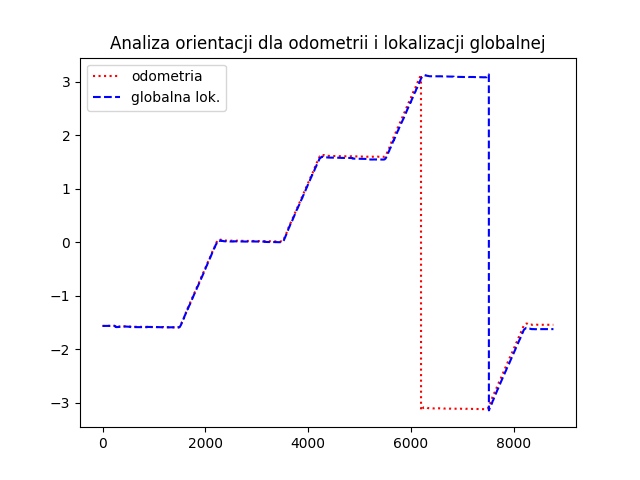 Analiza orientacji dla odometrii i lokalizacji globalnej
odometria
globalna lok.
3
2
1
0
−1
−2
−3
0 2000 4000 6000 8000